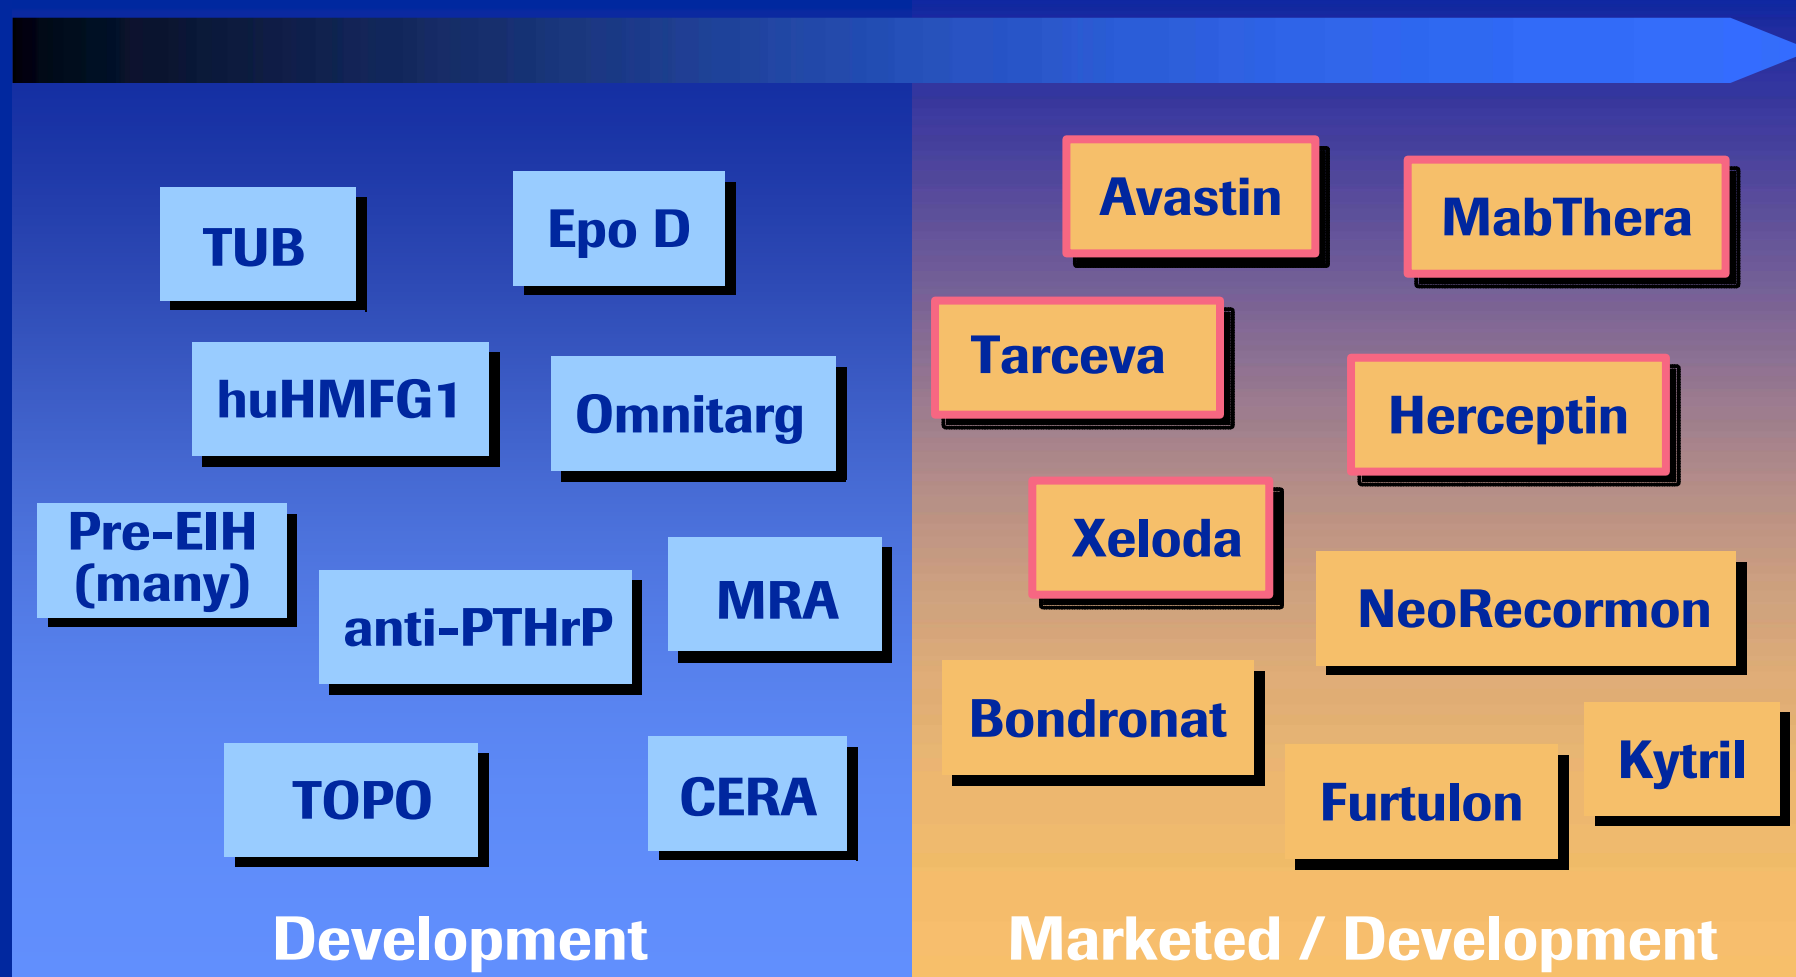 TUB
Epo D
huHMFG1
Omnitarg
Pre-EIH
(many)
anti-PTHrP
MRA
TOPO
CERA
Development
Avastin
MabThera
Tarceva
Herceptin
Xeloda
NeoRecormon
Bondronat
Kytril
Furtulon
Marketed / Development